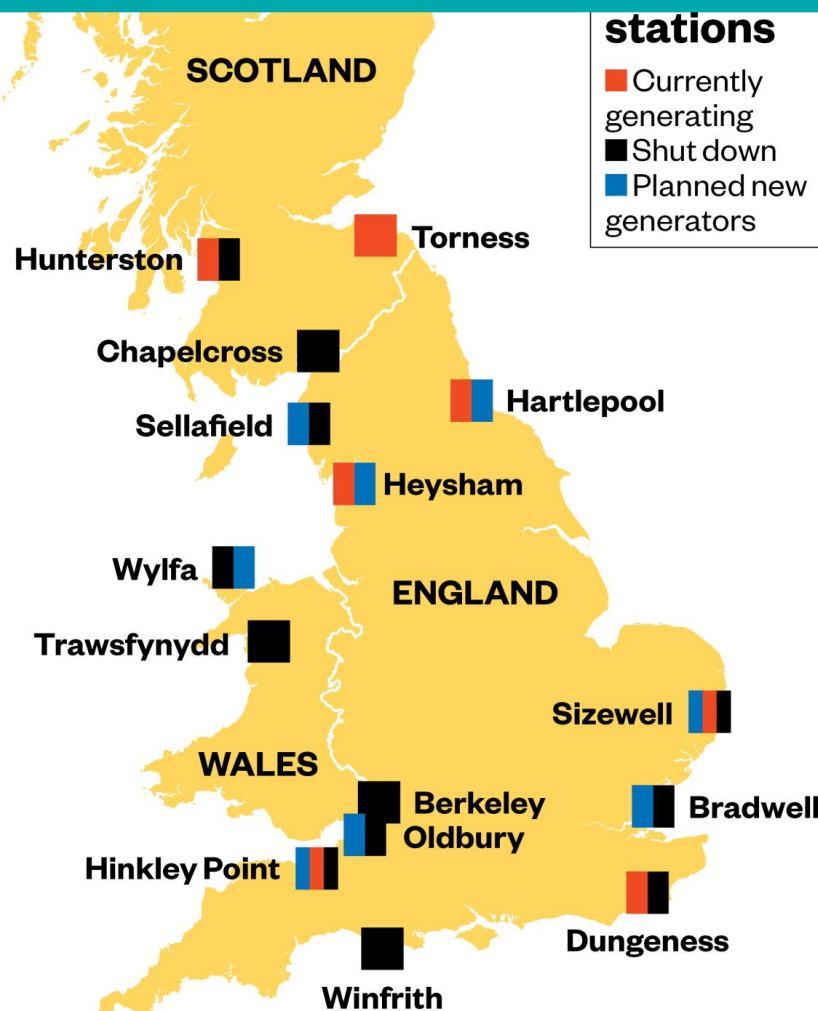 stations
Currently
generating
Shut down
Planned new
generators
SCOTLAND
Torness
Hunterston
Chapelcross
Hartlepool
Sellafield
Heysham
Wylfa
ENGLAND
Trawsfynydd
Sizewell
WALES
Berkeley
Bradwell
Oldbury
Hinkley Point
Dungeness
Winfrith